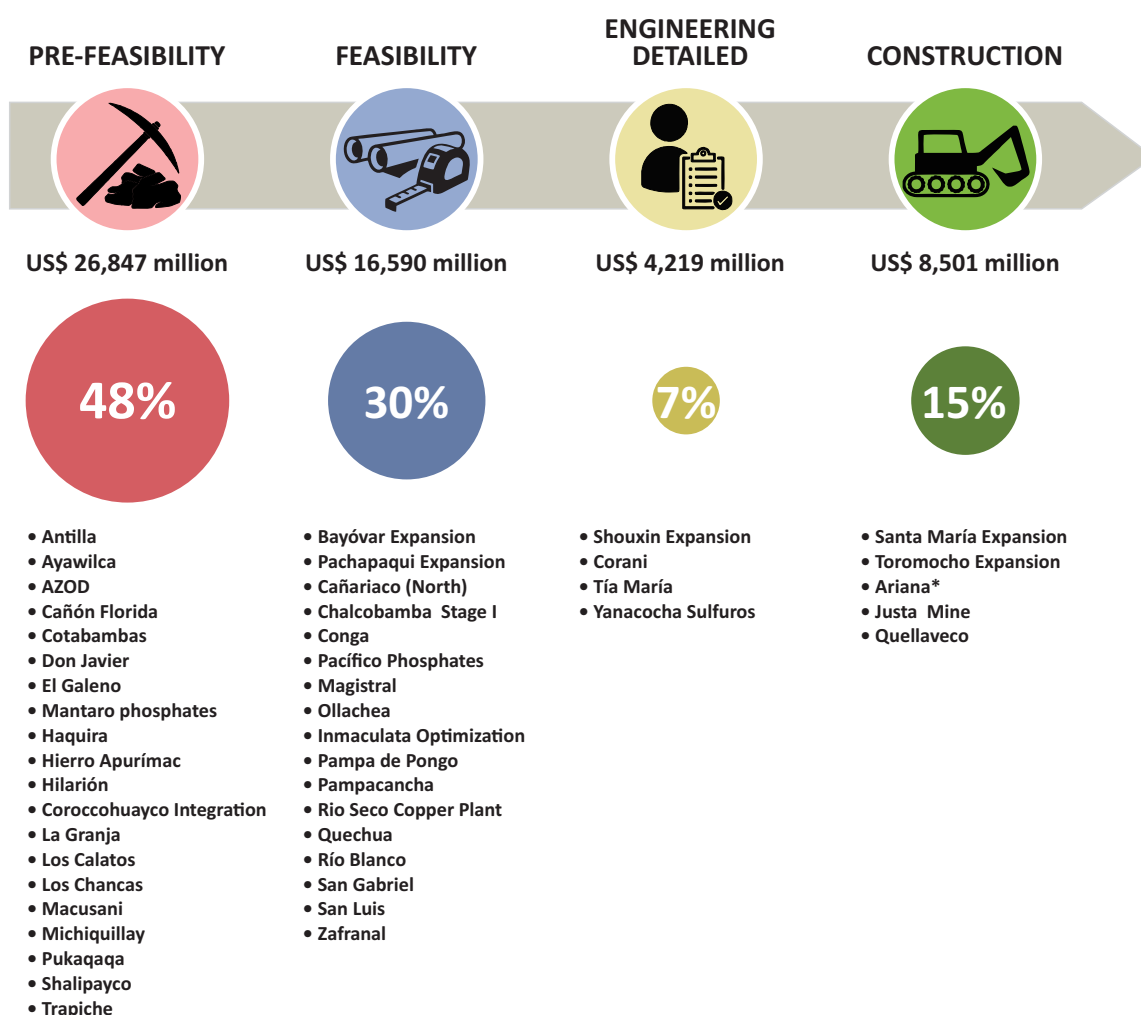 PRE-FEASIBILITY
FEASIBILITY
ENGINEERING
DETAILED
CONSTRUCTION
US$ 26,847 million
US$ 16,590 million
US$ 4,219 million
US$ 8,501 million
48%
30%
7%
15%
• Antilla
• Ayawilca
• AZOD
• Cañón Florida
• Cotabambas
• Don Javier
• El Galeno
• Mantaro phosphates
• Haquira
• Hierro Apurímac
• Hilarión
• Coroccohuayco Integration
• La Granja
• Los Calatos
• Los Chancas
• Macusani
• Michiquillay
• Pukaqaqa
• Shalipayco
• Trapiche
• Bayóvar Expansion
• Pachapaqui Expansion
• Cañariaco (North)
• Chalcobamba Stage I
• Conga
• Pacífico Phosphates
• Magistral
• Ollachea
• Inmaculata Optimization
• Pampa de Pongo
• Pampacancha
• Rio Seco Copper Plant
• Quechua
• Río Blanco
• San Gabriel
• San Luis
• Zafranal
• Shouxin Expansion
• Corani
• Tía María
• Yanacocha Sulfuros
• Santa María Expansion
• Toromocho Expansion
• Ariana*
• Justa Mine
• Quellaveco